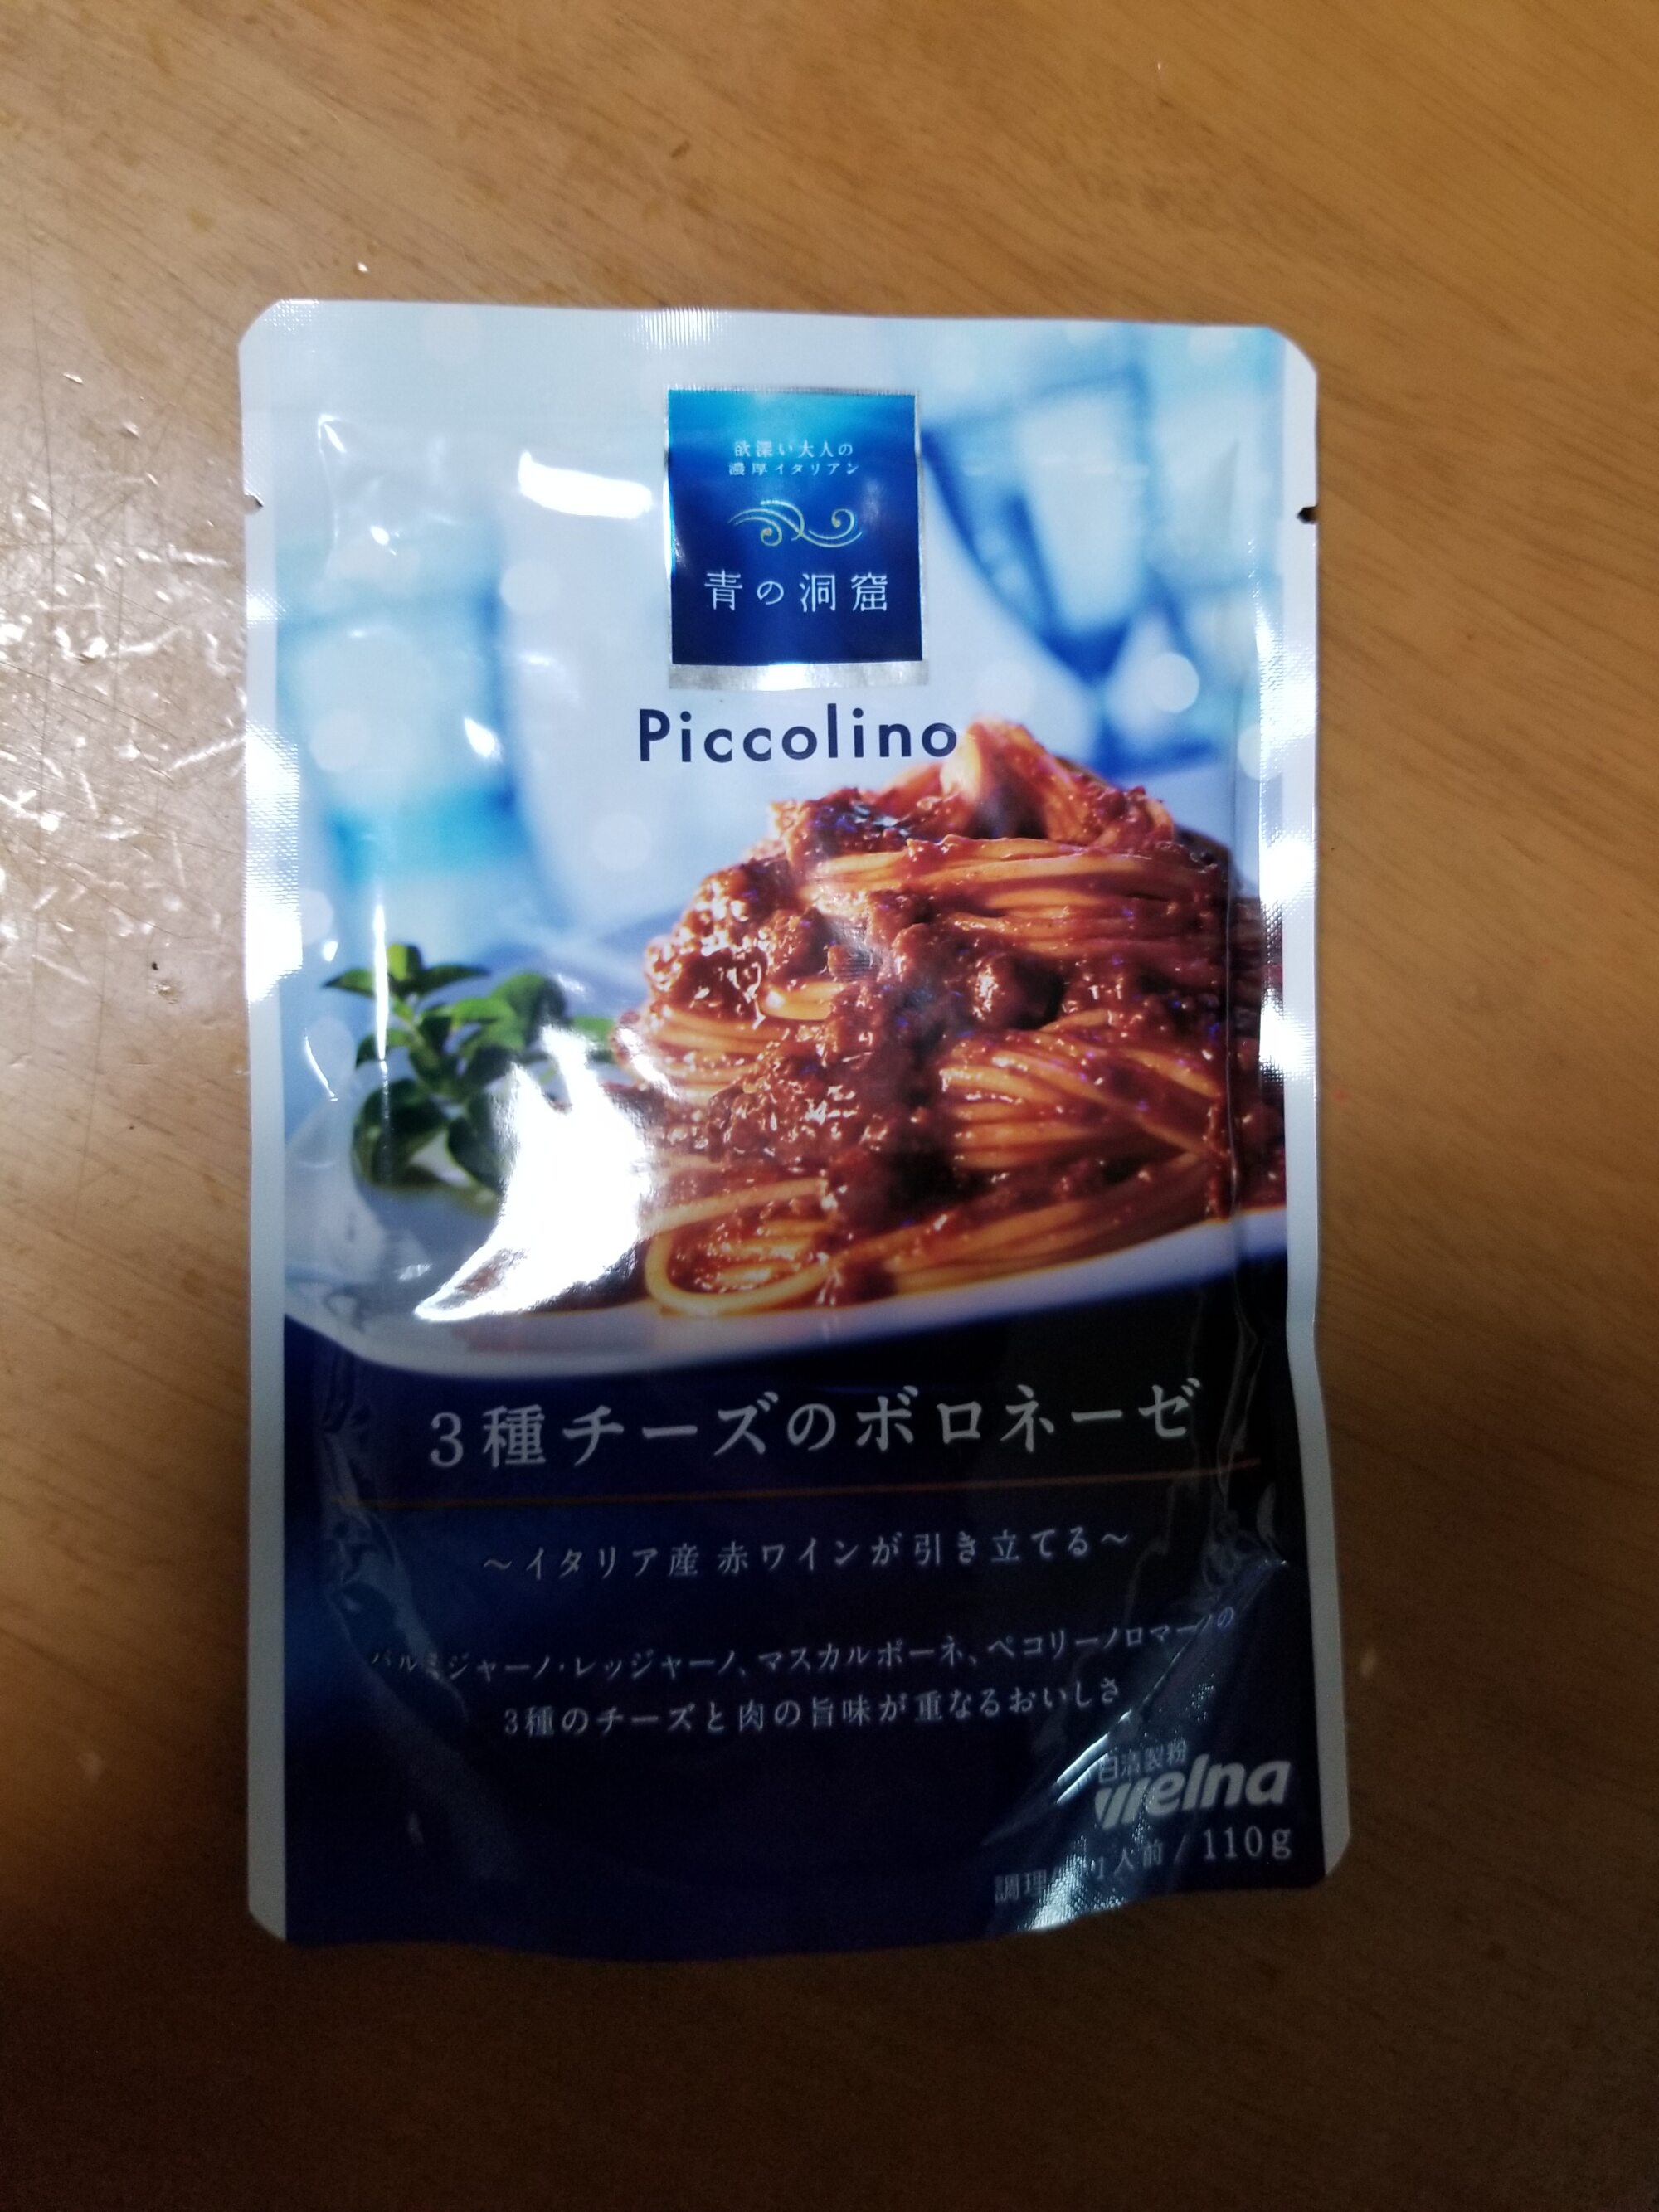 欲深い大人の
濃厚イタリアン
青の洞窟
Piccolino
3種チーズのボロネーゼ
～イタリア産 赤ワインが引き立てる～
パルミジャーノ・レッジャーノ、マスカルポーネ、ペコリーノロマーノの
3種のチーズと肉の旨味が重なるおいしさ
日清製粉
welna
調理 1人前 / 110g